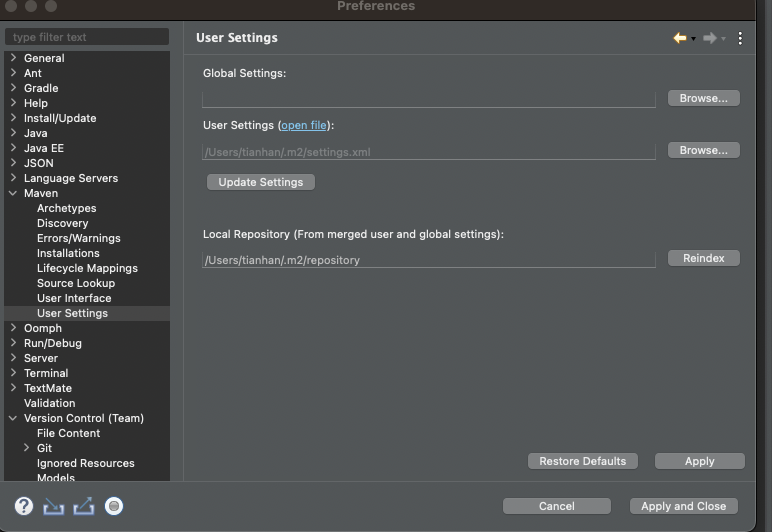 Preferences
type filter text
General
Ant
Gradle
Help
Install/Update
Java
Java EE
JSON
Language Servers
Maven
Archetypes
Discovery
Errors/Warnings
Installations
Lifecycle Mappings
Source Lookup
User Interface
User Settings
Oomph
Run/Debug
Server
Terminal
TextMate
Validation
Version Control (Team)
File Content
Git
Ignored Resources
Models
User Settings
Global Settings:
Browse...
User Settings (open file):
/Users/tianhan/.m2/settings.xml
Browse...
Update Settings
Local Repository (From merged user and global settings):
/Users/tianhan/.m2/repository
Reindex
Restore Defaults
Apply
?
Cancel
Apply and Close